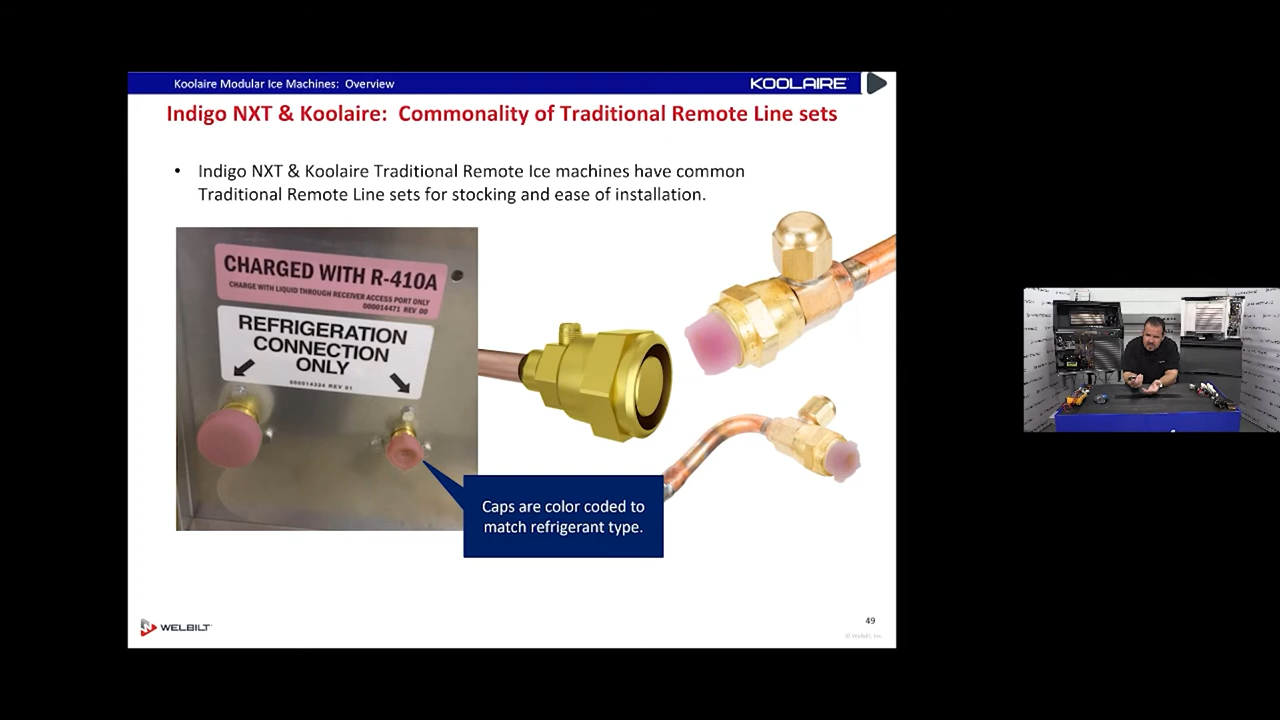 Koolaire Modular Ice Machines: Overview
KOOLAIRE
Indigo NXT & Koolaire: Commonality of Traditional Remote Line sets
• Indigo NXT & Koolaire Traditional Remote Ice machines have common
Traditional Remote Line sets for stocking and ease of installation.
CHARGED WITH R-410A
CHARGE WITH LIQUID THROUGH RECEIVER ACCESS PORT ONLY
000014471 REV 00
REFRIGERATION
CONNECTION
ONLY
000014334 REV 01
Caps are color coded to
match refrigerant type.
WELBILT
49
© Welbilt, Inc.